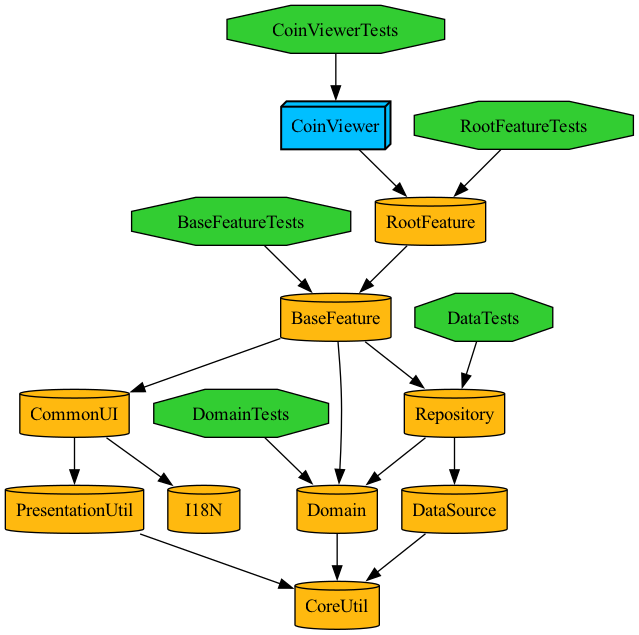 CoinViewerTests
CoinViewer
RootFeatureTests
BaseFeatureTests
RootFeature
BaseFeature
DataTests
CommonUI
DomainTests
Repository
PresentationUtil
I18N
Domain
DataSource
CoreUtil